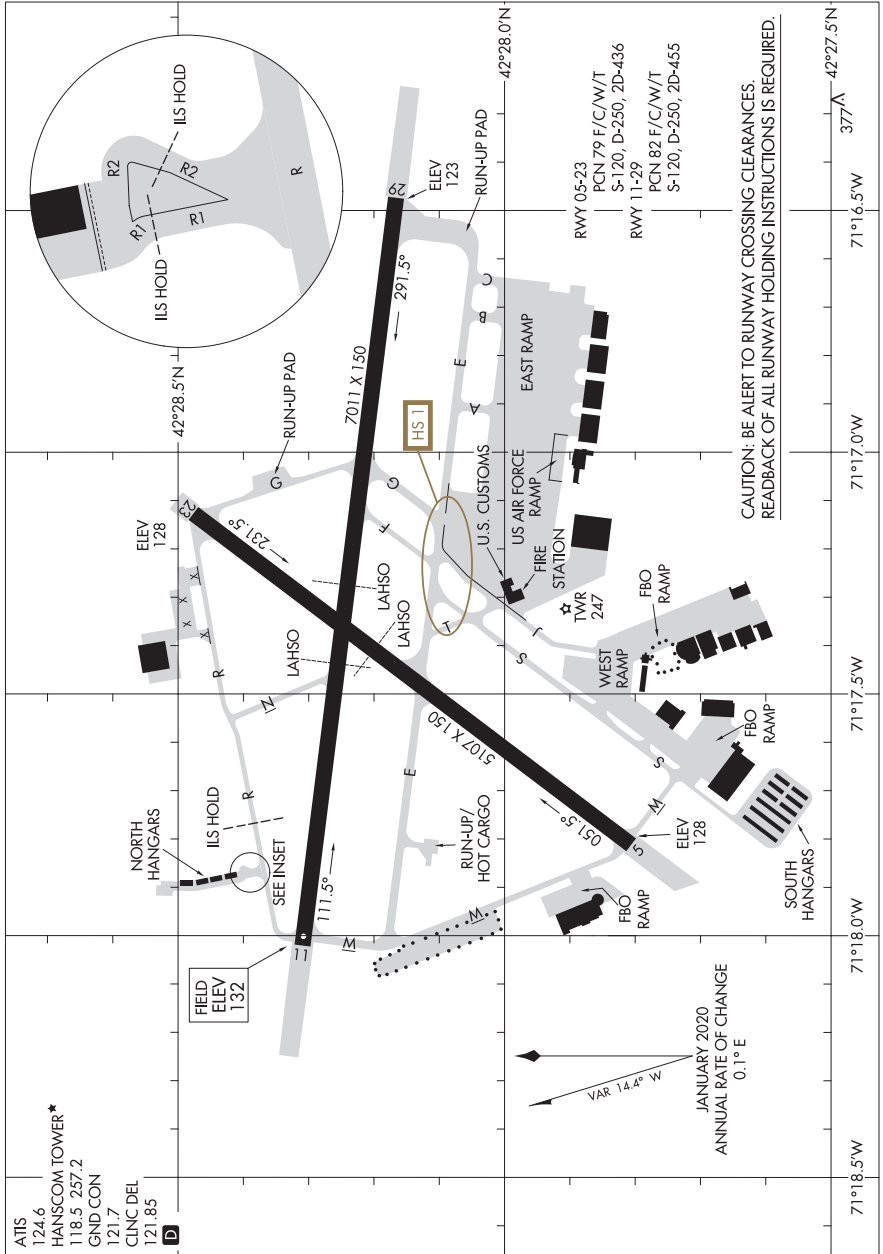 ATIS
124.6
HANSCOM TOWER★
118.5 257.2
GND CON
121.7
CLNC DEL
121.85
D
FIELD
ELEV
132
11
111.5°
NORTH
HANGARS
SEE INSET
ILS HOLD
R
R
N
LAHSO
LAHSO
LAHSO
X
X
X
X
ELEV
128
23
231.5°
G
RUN-UP PAD
G
F
7011 X 150
291.5°
29
ELEV
123
RUN-UP PAD
ILS HOLD
ILS HOLD
R1
R1
R2
R2
R
HS 1
E
A
B
C
EAST RAMP
U.S. CUSTOMS
US AIR FORCE
RAMP
FIRE
STATION
TWR
247
T
J
S
S
E
5107 X 150
051.5°
5
ELEV
128
W
W
W
RUN-UP/
HOT CARGO
FBO
RAMP
WEST
RAMP
FBO
RAMP
FBO
RAMP
SOUTH
HANGARS
RWY 05-23
PCN 79 F/C/W/T
S-120, D-250, 2D-436
RWY 11-29
PCN 82 F/C/W/T
S-120, D-250, 2D-455
CAUTION: BE ALERT TO RUNWAY CROSSING CLEARANCES.
READBACK OF ALL RUNWAY HOLDING INSTRUCTIONS IS REQUIRED.
JANUARY 2020
ANNUAL RATE OF CHANGE
0.1° E
VAR 14.4° W
377
42°28.5'N
42°28.0'N
42°27.5'N
71°18.5'W
71°18.0'W
71°17.5'W
71°17.0'W
71°16.5'W